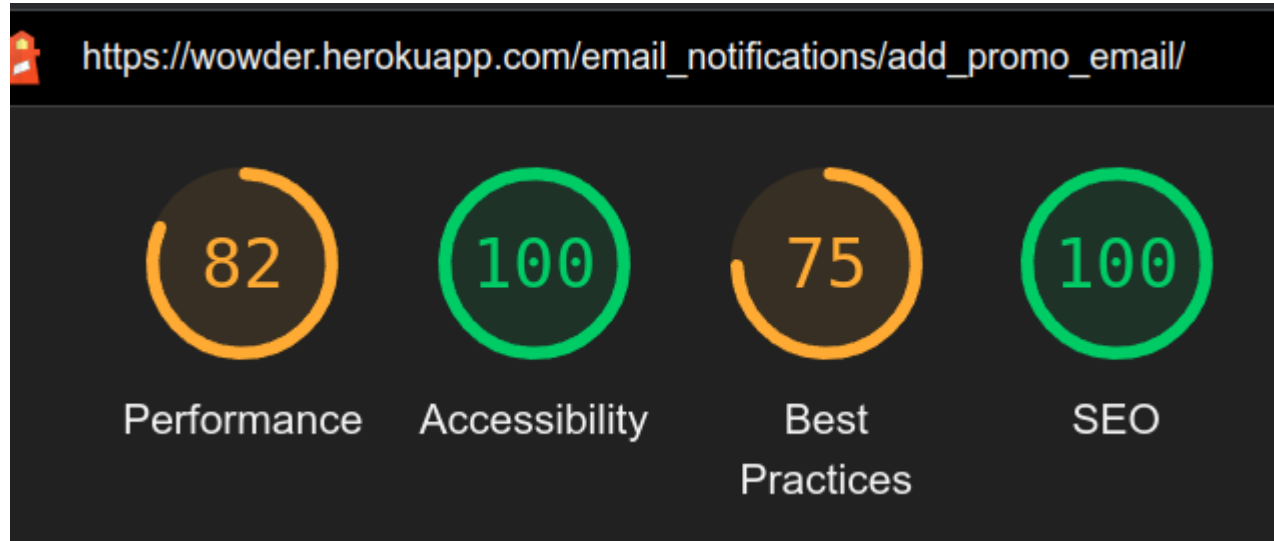 https://wowder.herokuapp.com/email_notifications/add_promo_email/
82
100
75
100
Performance
Accessibility
Best
Practices
SEO